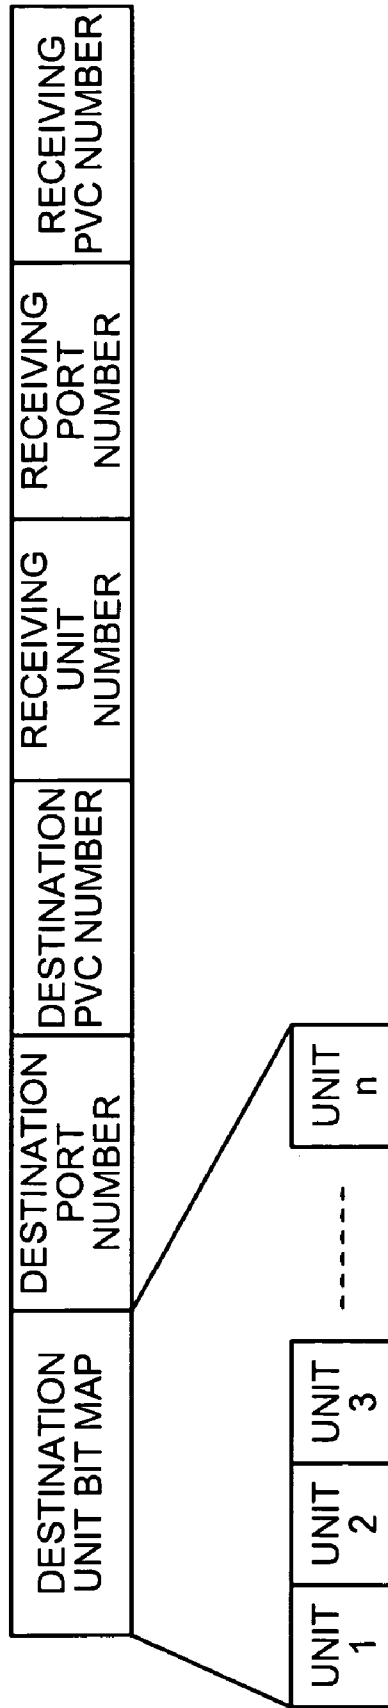 DESTINATION
UNIT BIT MAP
DESTINATION
PORT
NUMBER
DESTINATION
PVC NUMBER
RECEIVING
UNIT
NUMBER
RECEIVING
PORT
NUMBER
RECEIVING
PVC NUMBER
UNIT
1
UNIT
2
UNIT
3
UNIT
n